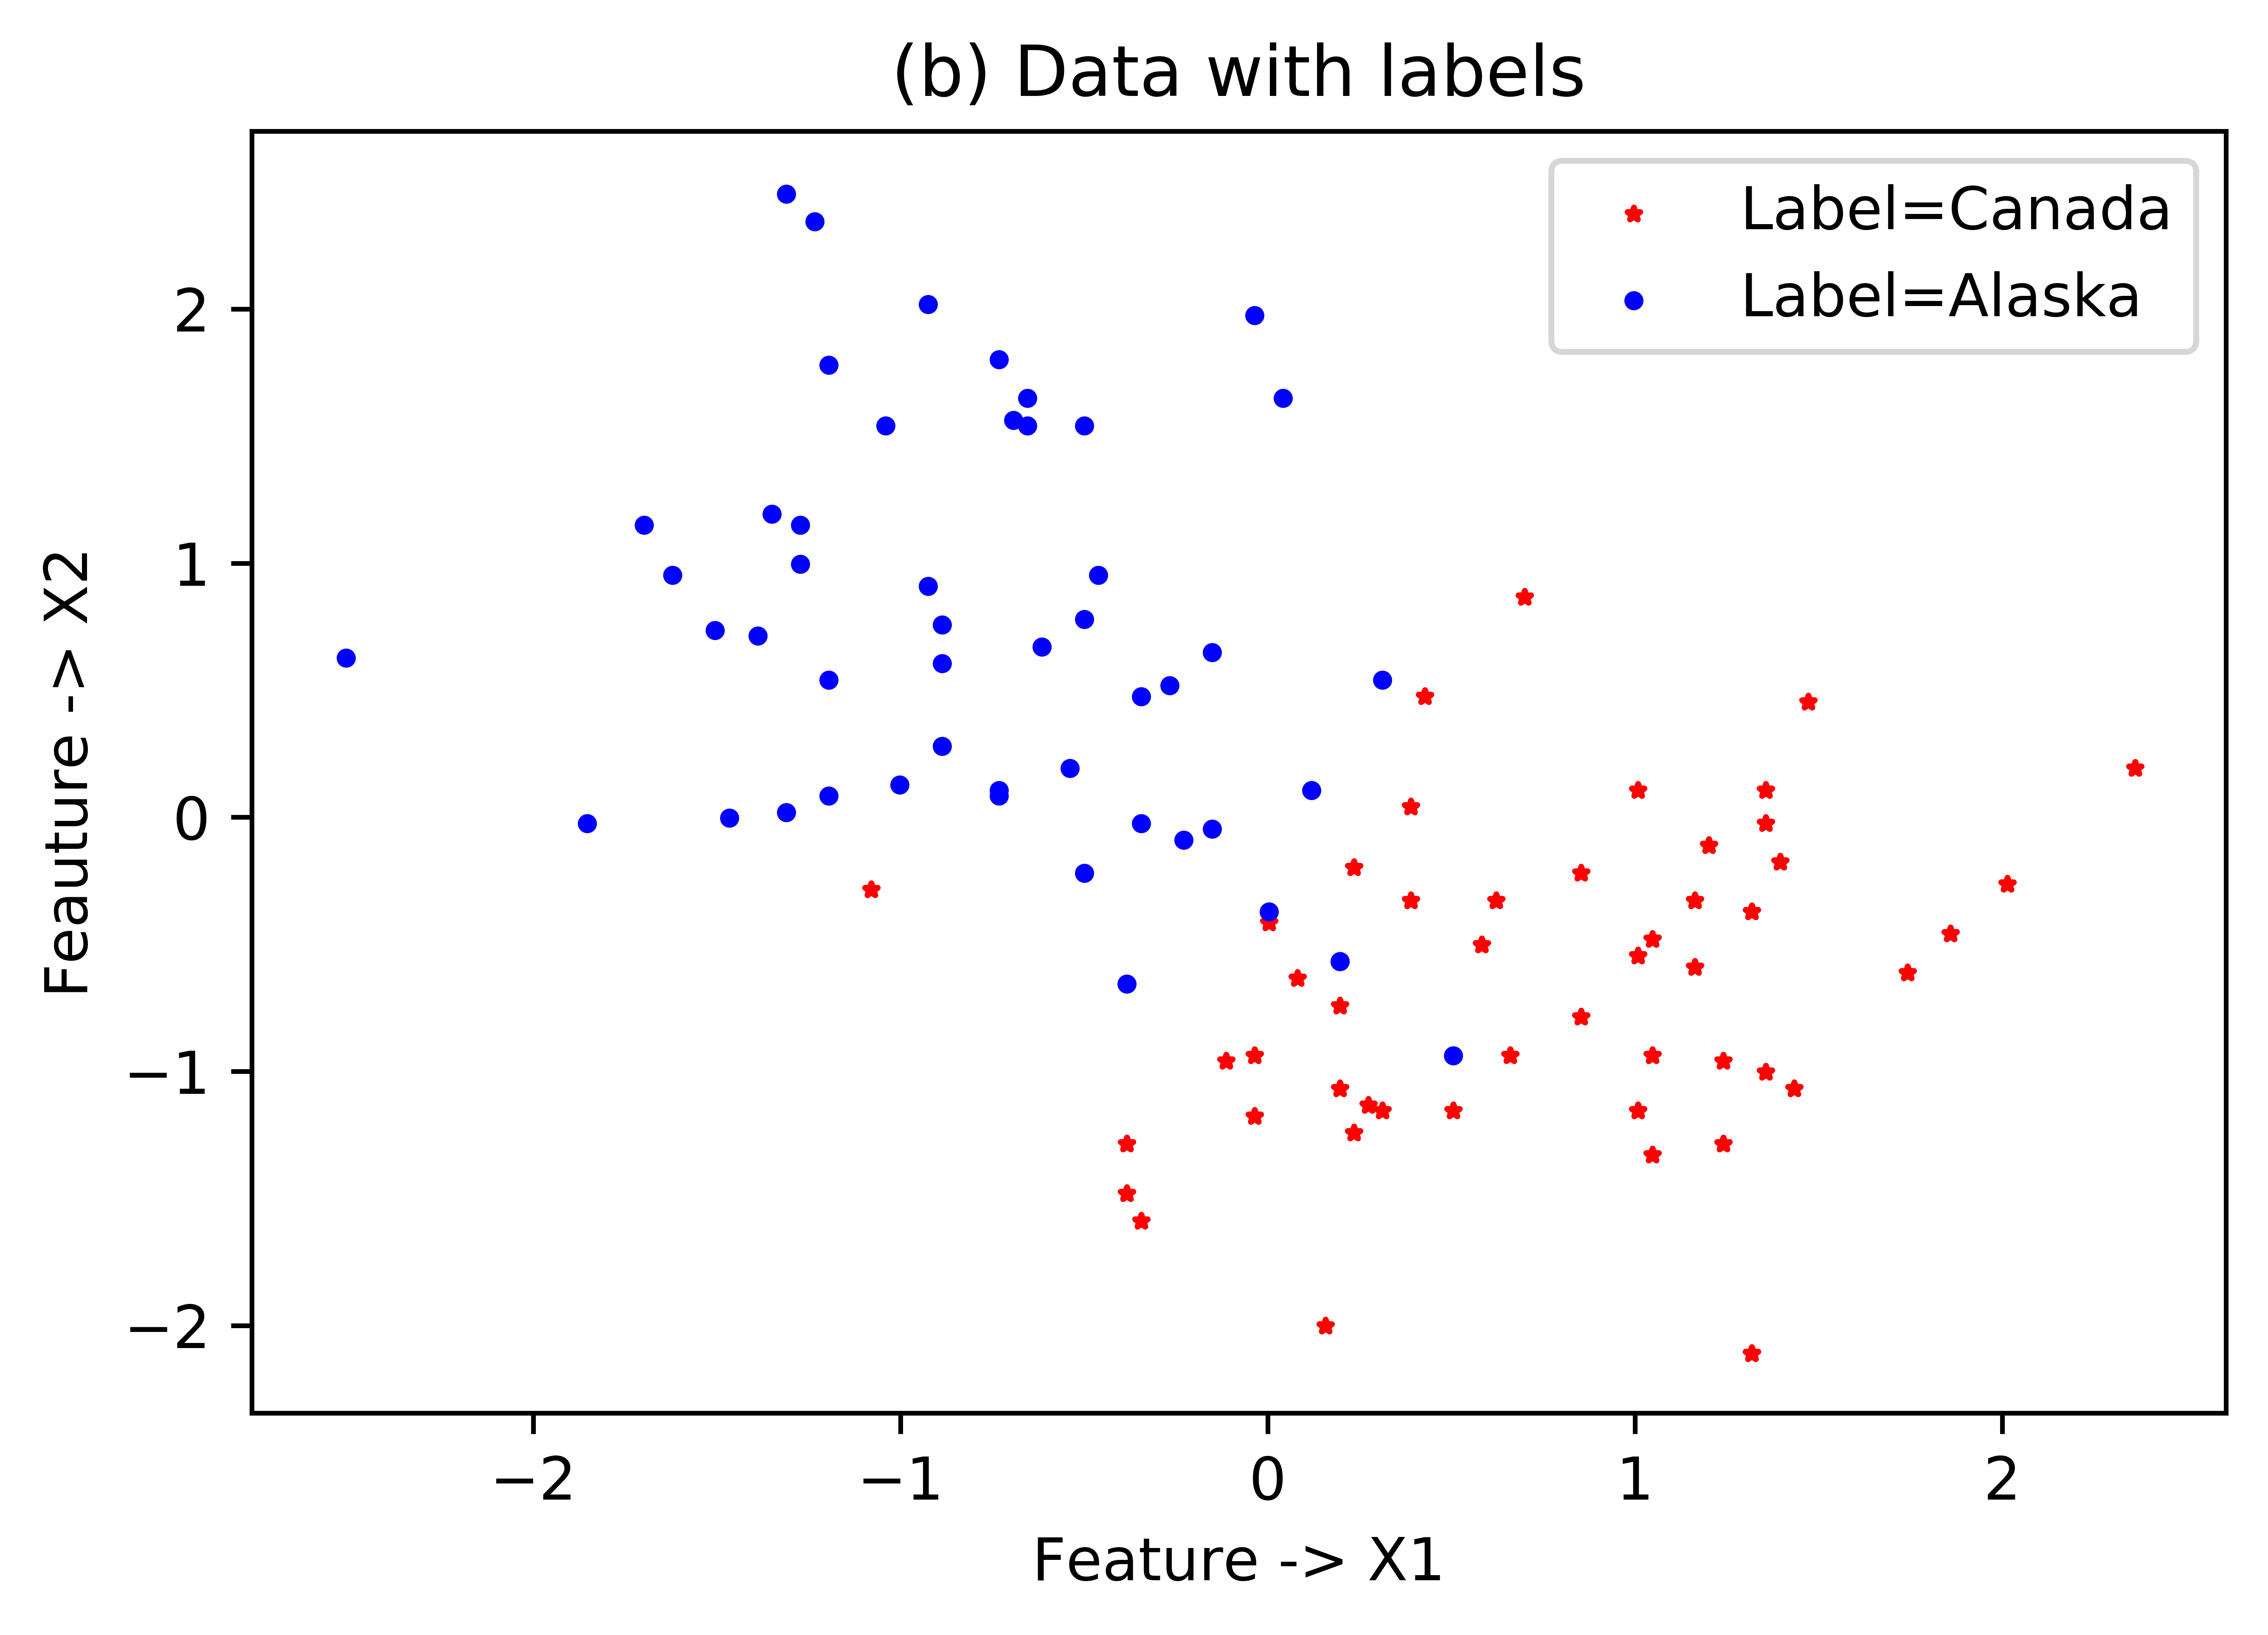 (b) Data with labels
Label=Canada
Label=Alaska
Feauture -> X2
2
1
0
−1
−2
−2
−1
0
1
2
Feature -> X1